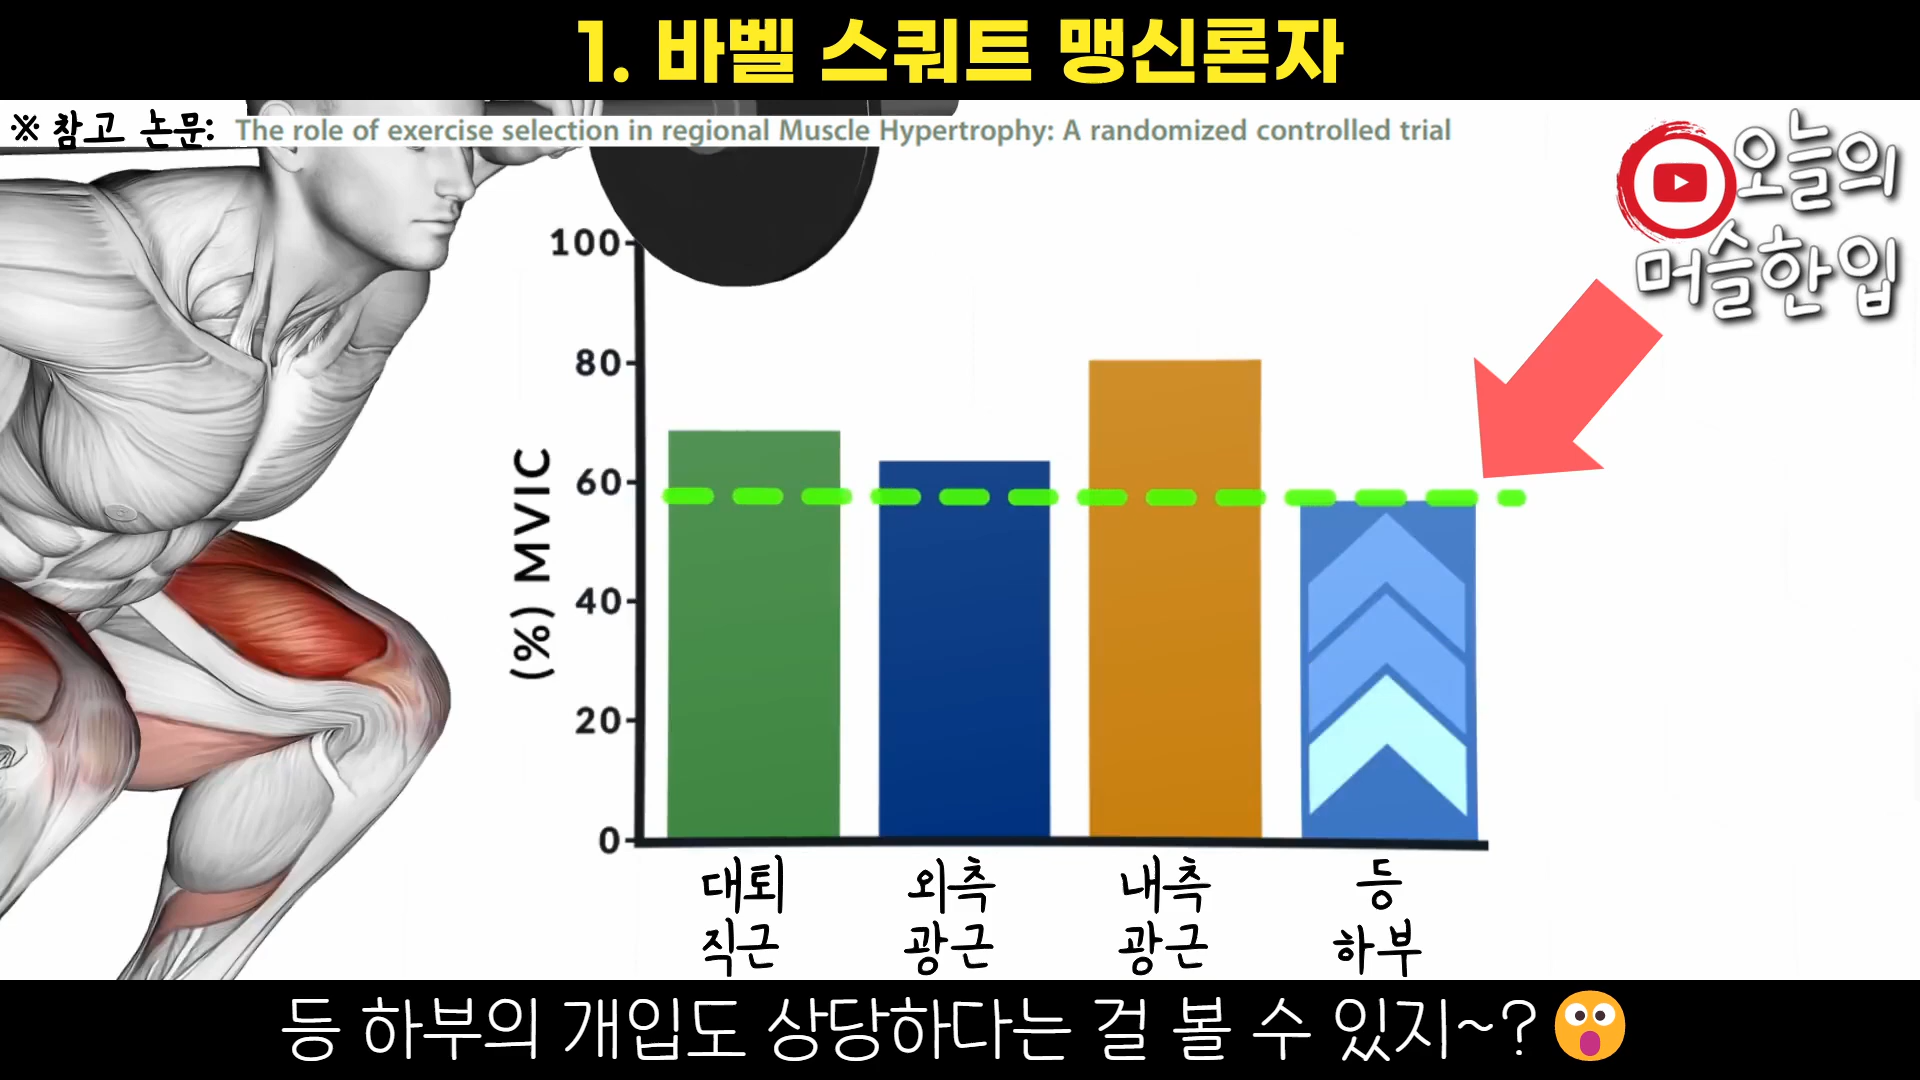 1. 바벨 스쿼트 맹신론자
※ 참고 논문: The role of exercise selection in regional Muscle Hypertrophy: A randomized controlled trial
오늘의
머슬한입
100
80
60
40
20
0
(%) MVIC
대퇴
직근
외측
광근
내측
광근
등
하부
등 하부의 개입도 상당하다는 걸 볼 수 있지~?